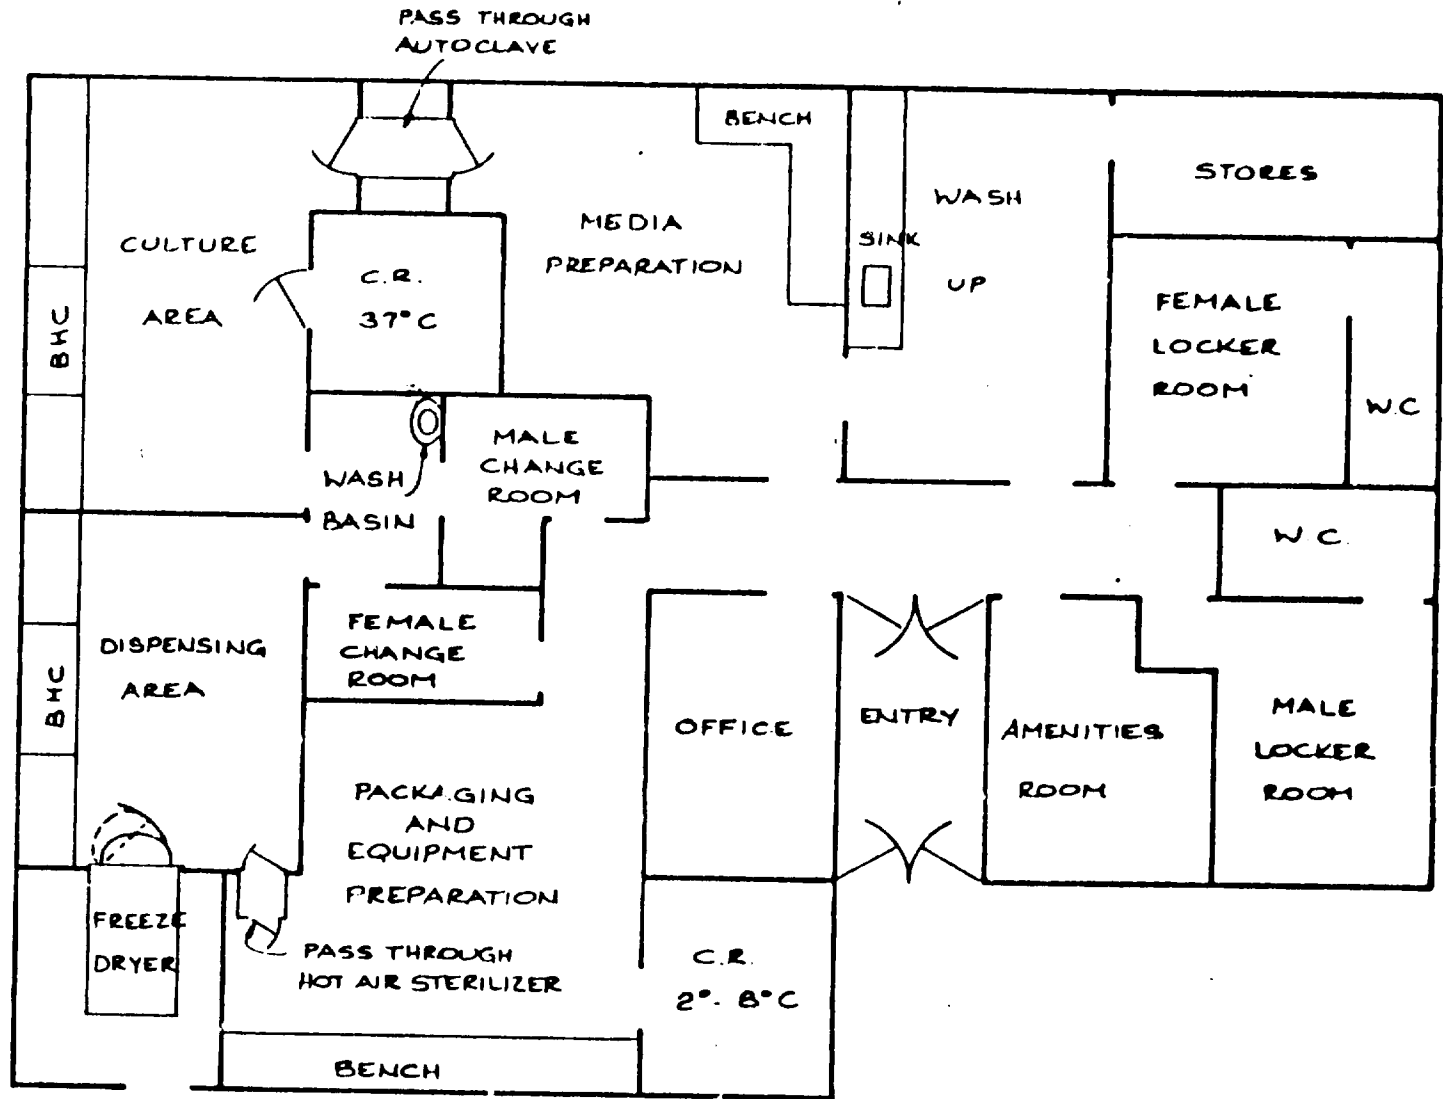 PASS THROUGH
AUTOCLAVE
BENCH
STORES
WASH
UP
SINK
MEDIA
PREPARATION
CULTURE
AREA
C.R.
37°C
BHC
FEMALE
LOCKER
ROOM
W.C
MALE
CHANGE
ROOM
WASH
BASIN
W.C.
FEMALE
CHANGE
ROOM
DISPENSING
AREA
BHC
OFFICE
ENTRY
AMENITIES
ROOM
MALE
LOCKER
ROOM
PACKAGING
AND
EQUIPMENT
PREPARATION
FREEZE
DRYER
PASS THROUGH
HOT AIR STERILIZER
C.R.
2°- 8°C
BENCH